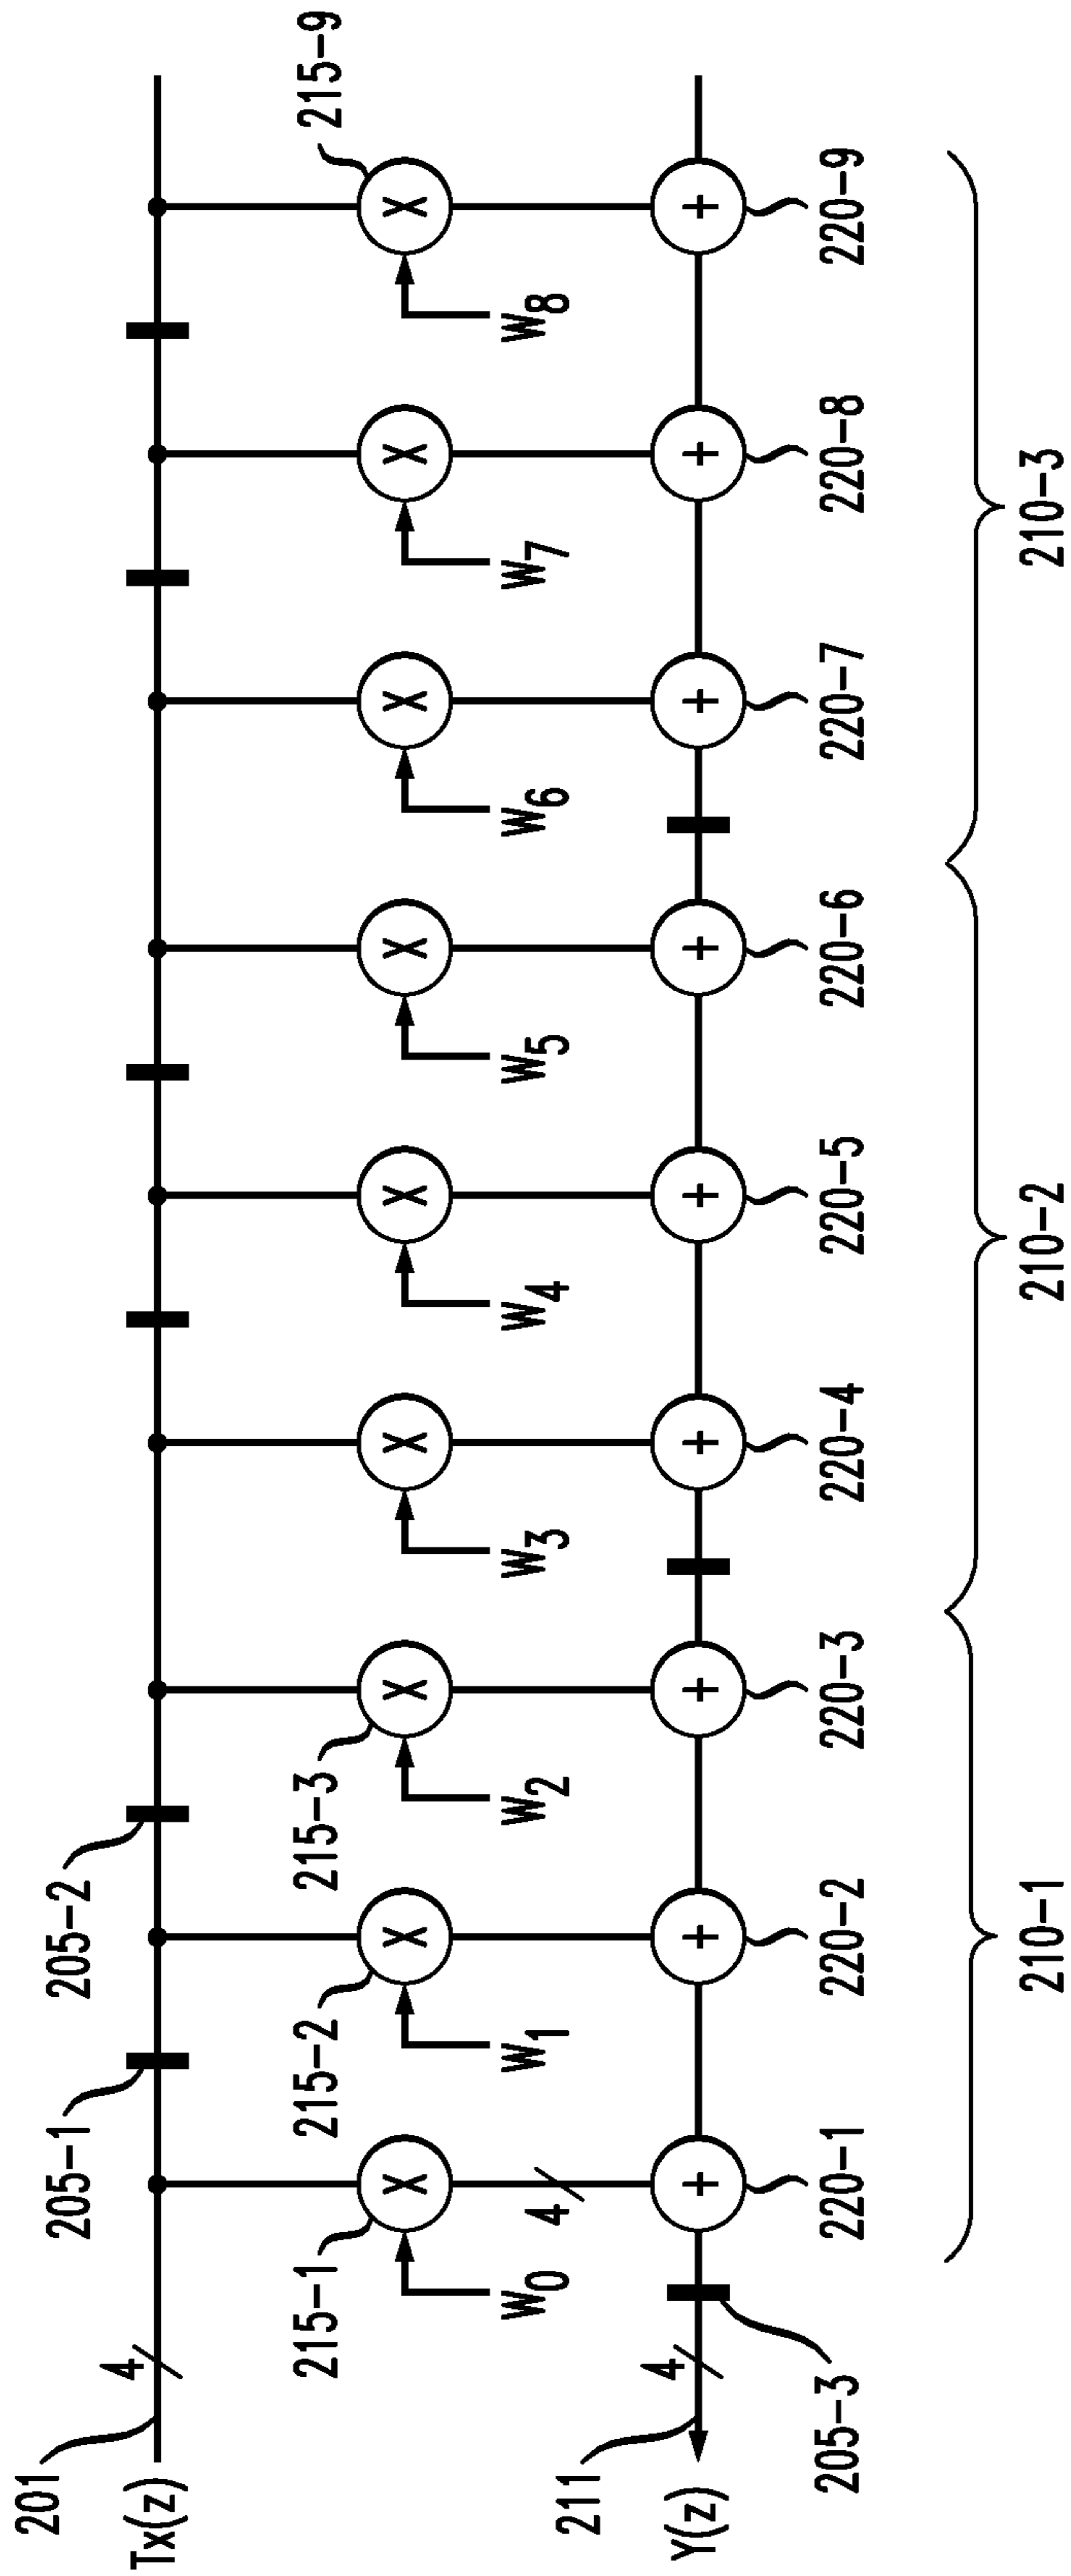 201
Tx(z)
4
205-1
205-2
215-1
215-2
215-3
215-9
X
X
X
X
X
X
X
X
X
W0
W1
W2
W3
W4
W5
W6
W7
W8
4
211
Y(z)
4
+
+
+
+
+
+
+
+
+
205-3
220-1
220-2
220-3
220-4
220-5
220-6
220-7
220-8
220-9
210-1
210-2
210-3